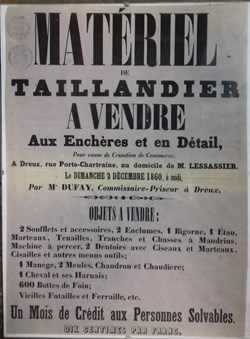 MATÉRIEL
DE
TAILLANDIER
A VENDRE
Aux Enchères et en Détail,
Pour cause de Cessation de Commerce,
A Dreux, rue Porte-Chartraine, au domicile de M. LESSASSIER.
Le DIMANCHE 2 DÉCEMBRE 1860, à midi,
Par Me DUFAY, Commissaire-Priseur à Dreux,
OBJETS A VENDRE:
2 Soufflets et accessoires, 2 Enclumes, 1 Bigorne, 1 Étau,
Marteaux, Tenailles, Tranches et Chasses à Mandrins,
Machine à percer, 2 Dratoirs avec Ciseaux et Marteaux,
Cisailles et autres menus outils;
1 Manège, 2 Meules, Chaudron et Chaudière;
1 Cheval et ses Harnais;
600 Bottes de Foin;
Vieilles Futailles et Ferraille, etc.
Un Mois de Crédit aux Personnes Solvables.
DIX CENTIMES PAR FRANC.